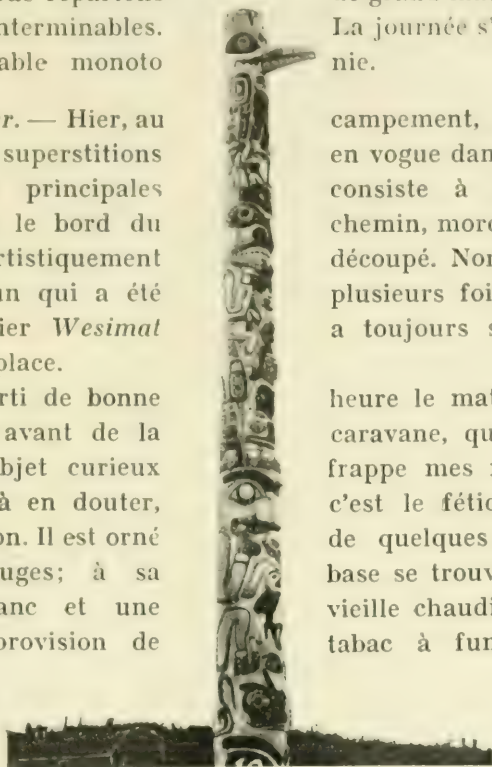 nterminables. La journée s'
able monoto nie.
r. — Hier, au campement,
superstitions en vogue dan
principales consiste à
le bord du chemin, morc
rtistiquement découpé.
un qui a été plusieurs foi
ier Wesimat a toujours s
place.
rti de bonne heure le mat
avant de la caravane, qu
bjet curieux frappe mes
à en douter, c'est le fétic
on. Il est orné de quelques
uges; à sa base se trouv
anc et une vieille chaudi
provision de tabac à fun